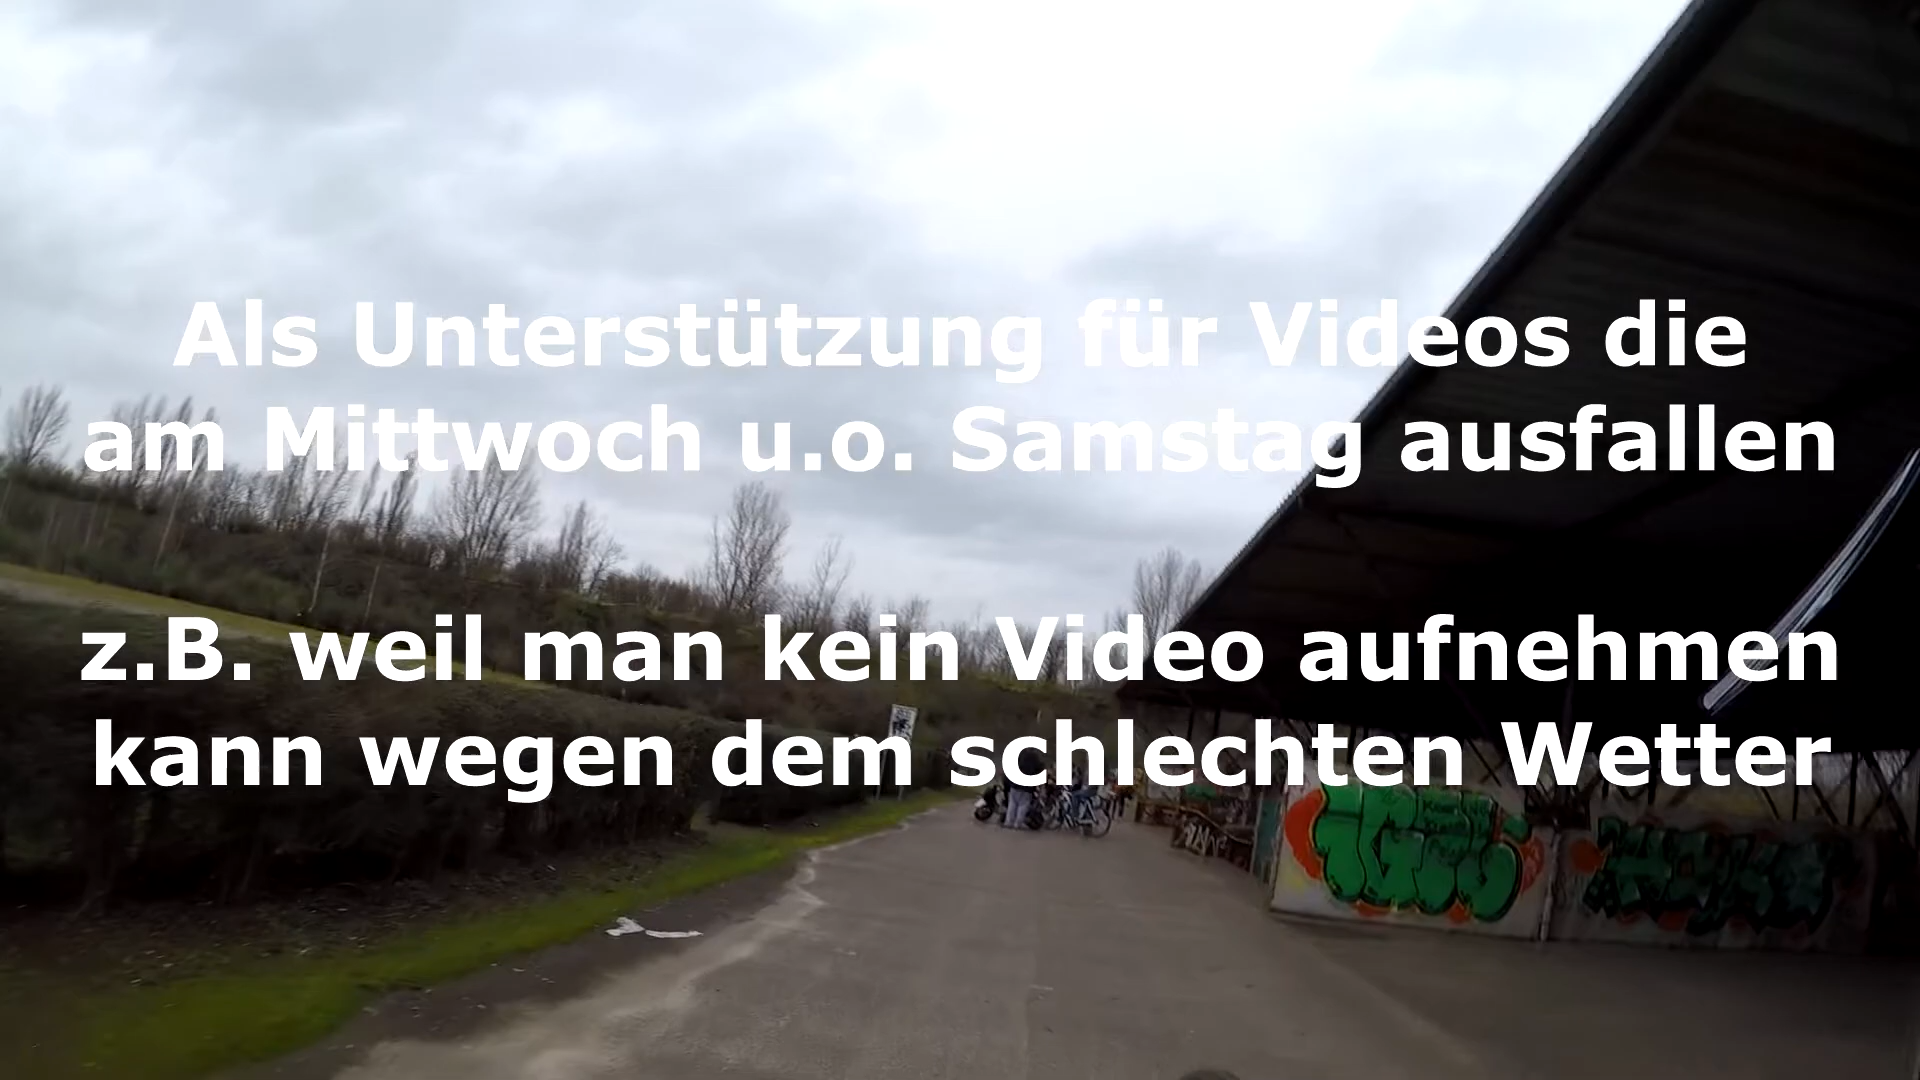 Als Unterstützung für Videos die
am Mittwoch u.o. Samstag ausfallen
z.B. weil man kein Video aufnehmen
kann wegen dem schlechten Wetter